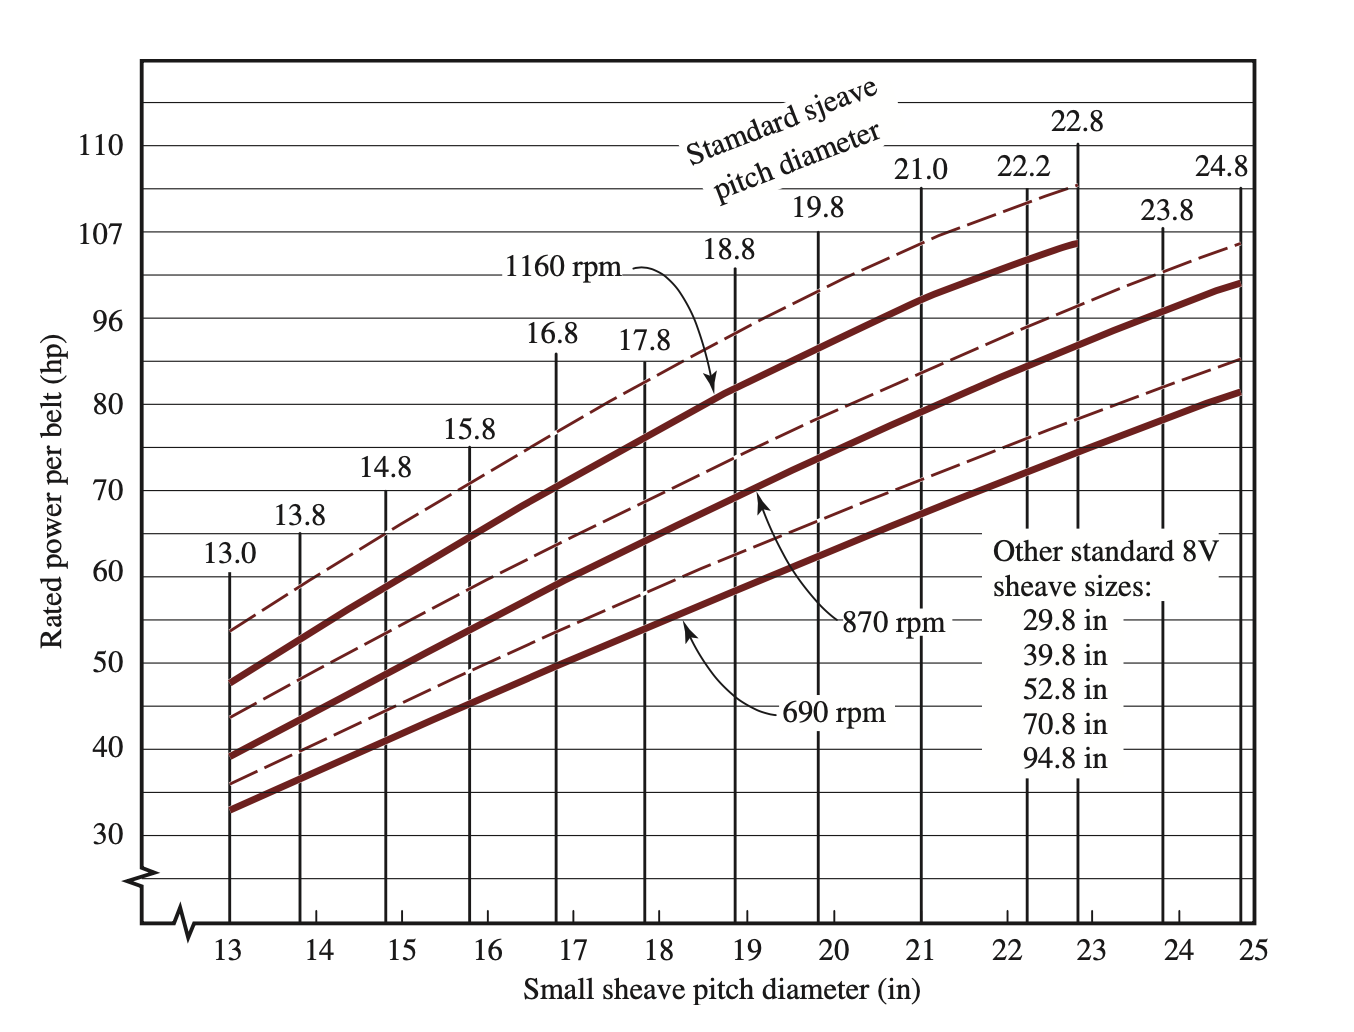 Stamdard sjeave
pitch diameter
110
107
96
80
70
60
50
40
30
Rated power per belt (hp)
13.0
13.8
14.8
15.8
16.8
17.8
18.8
19.8
21.0
22.2
22.8
23.8
24.8
1160 rpm
870 rpm
690 rpm
Other standard 8V
sheave sizes:
29.8 in
39.8 in
52.8 in
70.8 in
94.8 in
13
14
15
16
17
18
19
20
21
22
23
24
25
Small sheave pitch diameter (in)